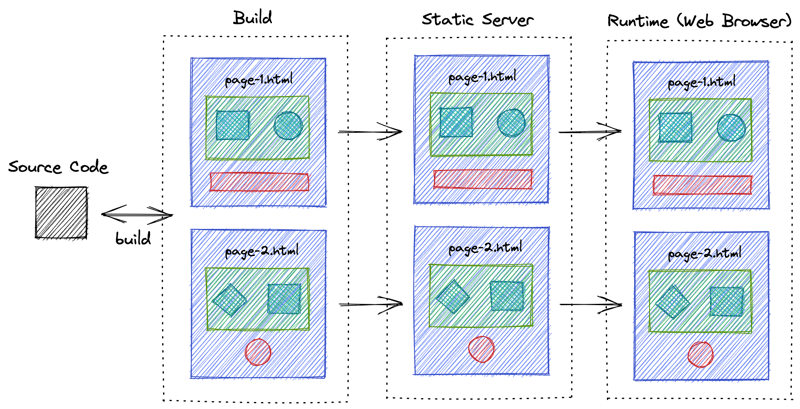 Build
Static Server
Runtime (Web Browser)
page-1.html
page-1.html
page-1.html
Source Code
build
page-2.html
page-2.html
page-2.html